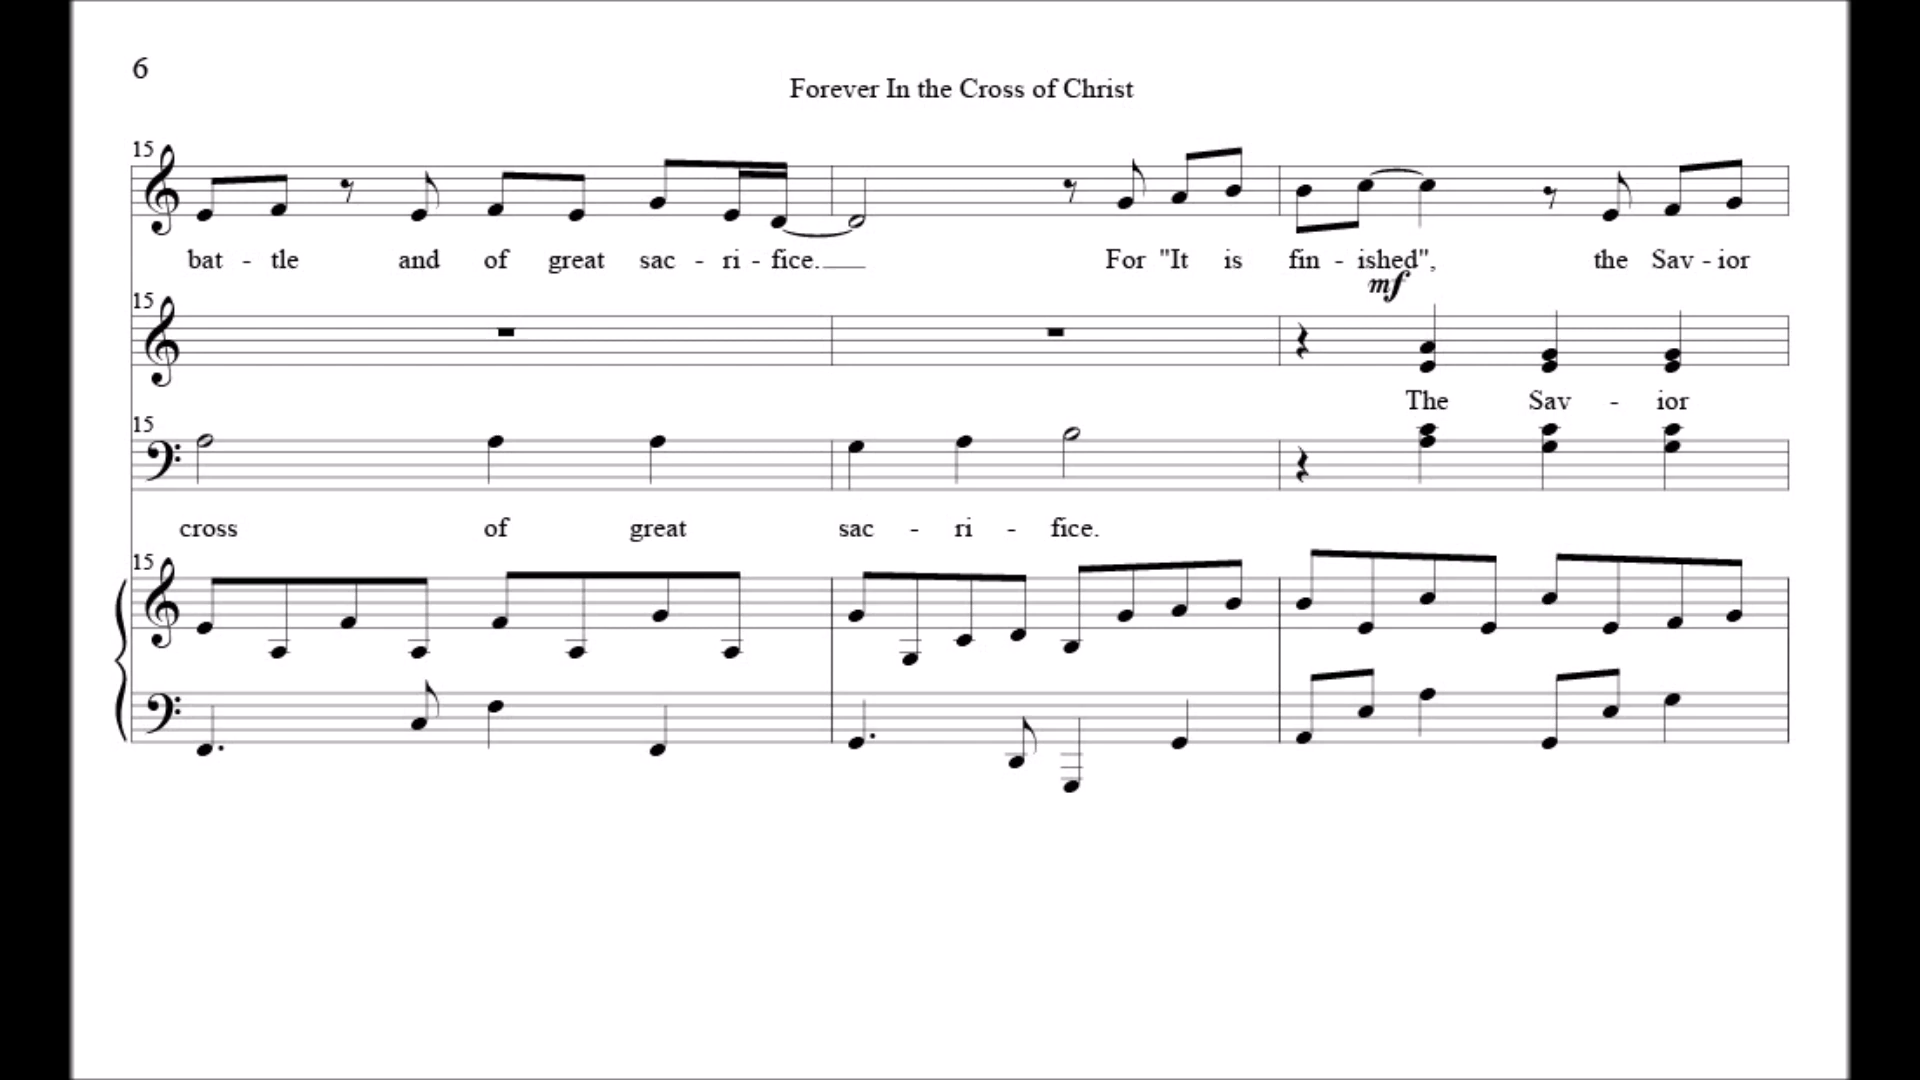 6
Forever In the Cross of Christ
15
bat - tle and of great sac - ri - fice. For "It is fin - ished", the Sav - ior
mf
15
The Sav - ior
15
cross of great sac - ri - fice.
15